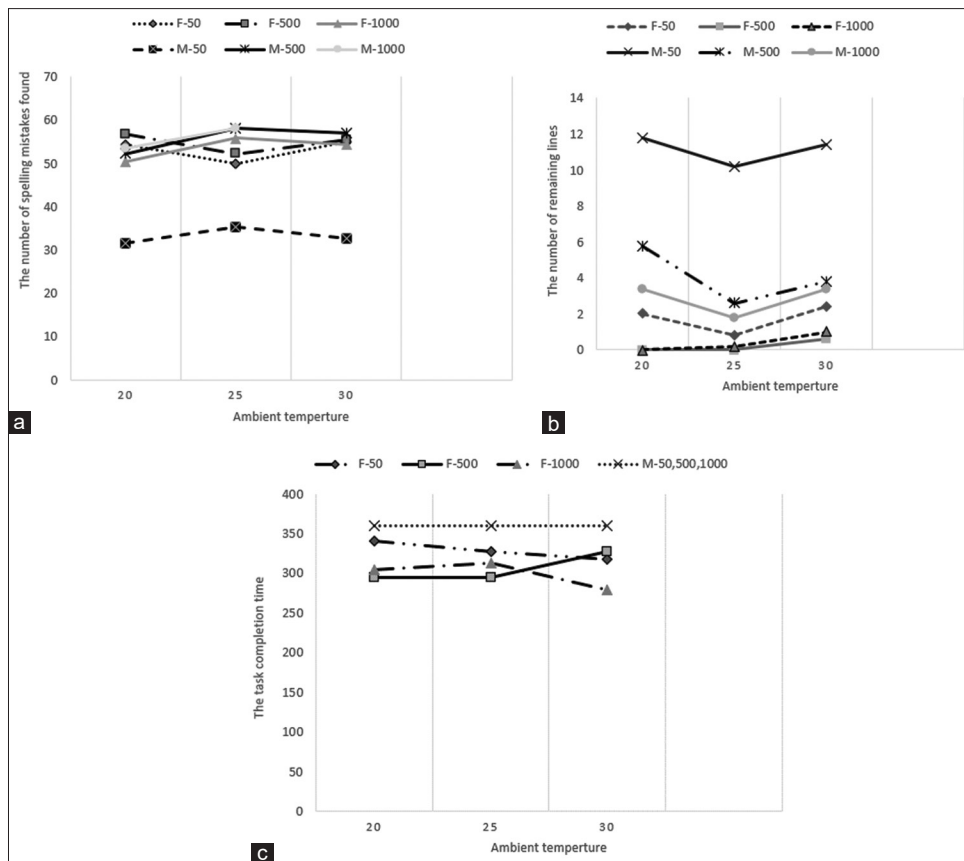 F-50 F-500 F-1000
M-50 M-500 M-1000
The number of spelling mistakes found
70
60
50
40
30
20
10
0
20 25 30
Ambient temperture
a
F-50 F-500 F-1000
M-50 M-500 M-1000
The number of remaining lines
14
12
10
8
6
4
2
0
20 25 30
Ambient temperture
b
F-50 F-500 F-1000 M-50,500,1000
The task completion time
400
350
300
250
200
150
100
50
0
20 25 30
Ambient temperture
c